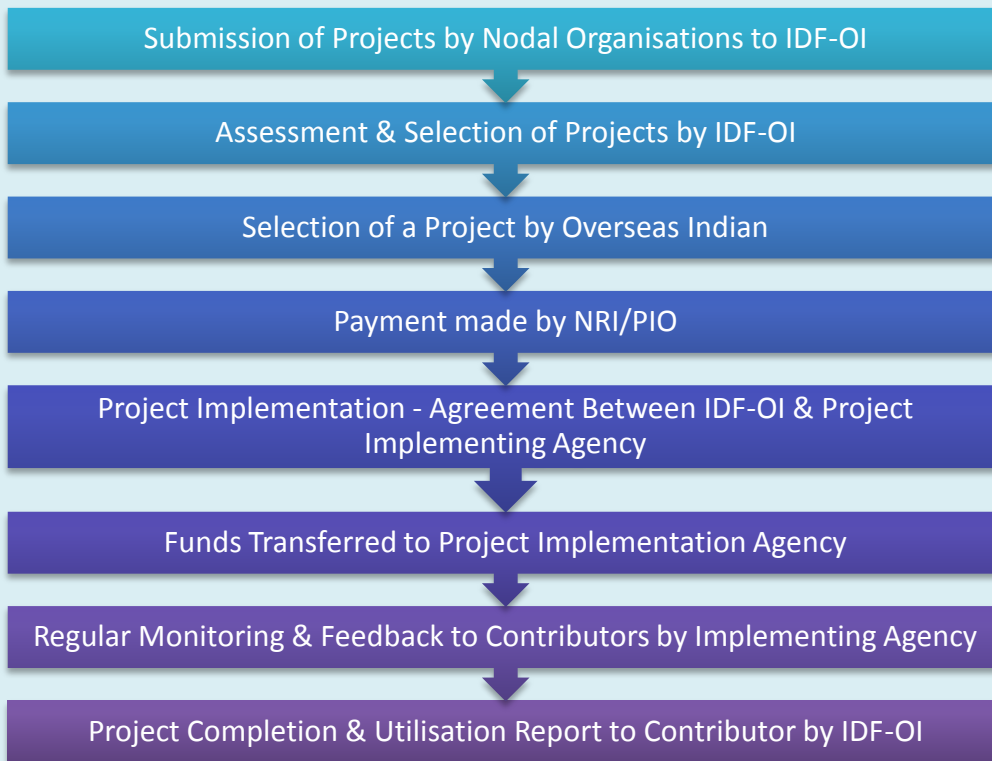 Submission of Projects by Nodal Organisations to IDF-OI
Assessment & Selection of Projects by IDF-OI
Selection of a Project by Overseas Indian
Payment made by NRI/PIO
Project Implementation - Agreement Between IDF-OI & Project
Implementing Agency
Funds Transferred to Project Implementation Agency
Regular Monitoring & Feedback to Contributors by Implementing Agency
Project Completion & Utilisation Report to Contributor by IDF-OI